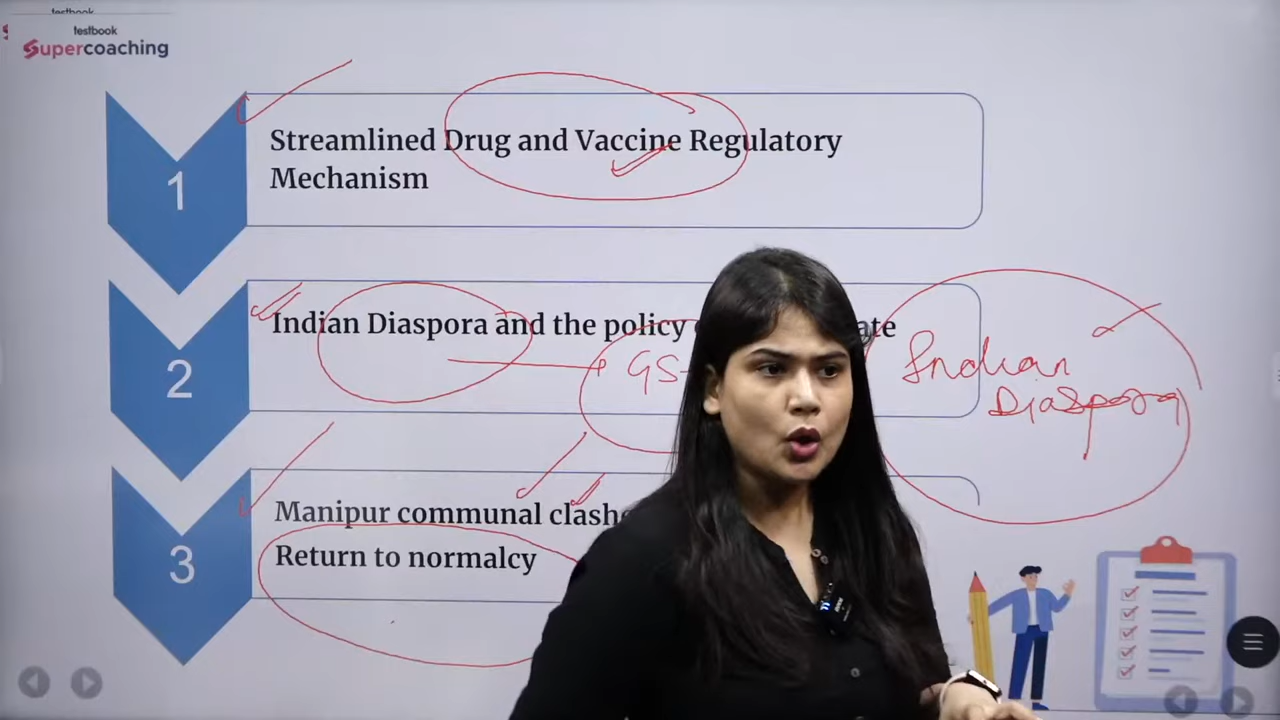 testbook
testbook
Supercoaching
1
Streamlined Drug and Vaccine Regulatory
Mechanism
2
Indian Diaspora and the policy
GS
Indian
Diaspora
3
Manipur communal
Return to normalcy